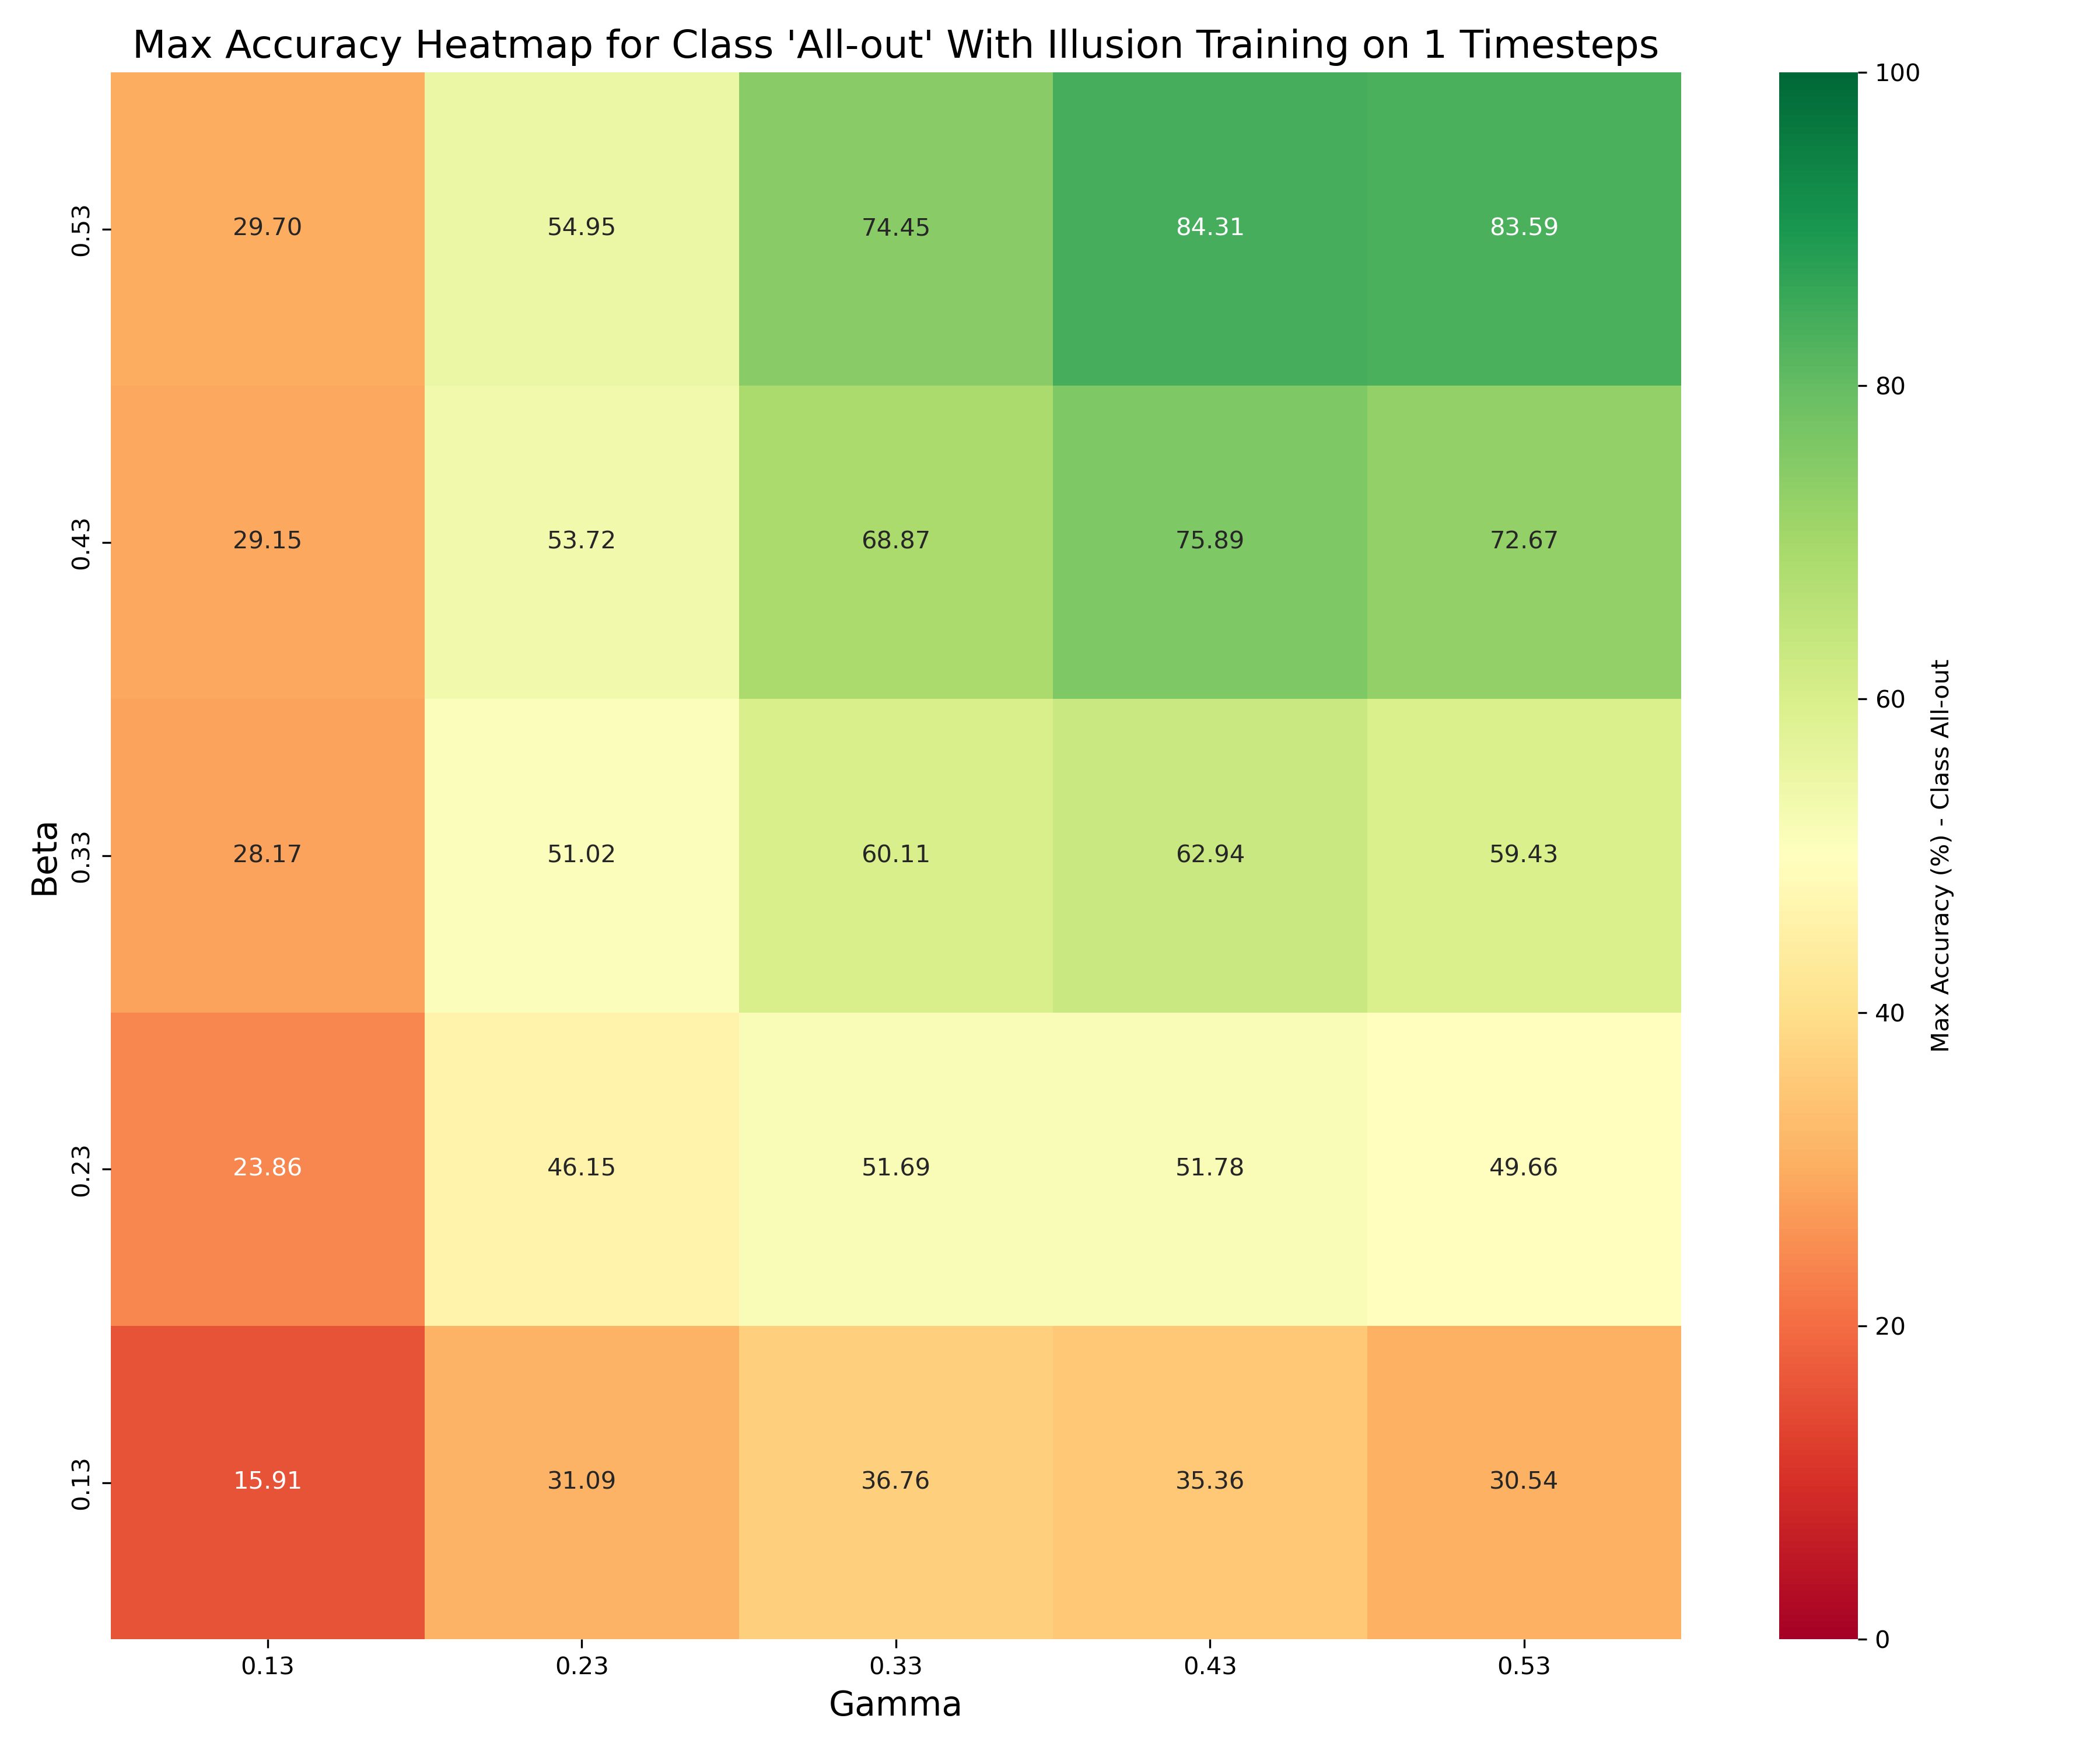 Max Accuracy Heatmap for Class 'All-out' With Illusion Training on 1 Timesteps
0.53 29.70 54.95 74.45 84.31 83.59
0.43 29.15 53.72 68.87 75.89 72.67
0.33 28.17 51.02 60.11 62.94 59.43
0.23 23.86 46.15 51.69 51.78 49.66
0.13 15.91 31.09 36.76 35.36 30.54
0.13 0.23 0.33 0.43 0.53
Gamma
Beta
100
80
60
40
20
0
Max Accuracy (%) - Class All-out